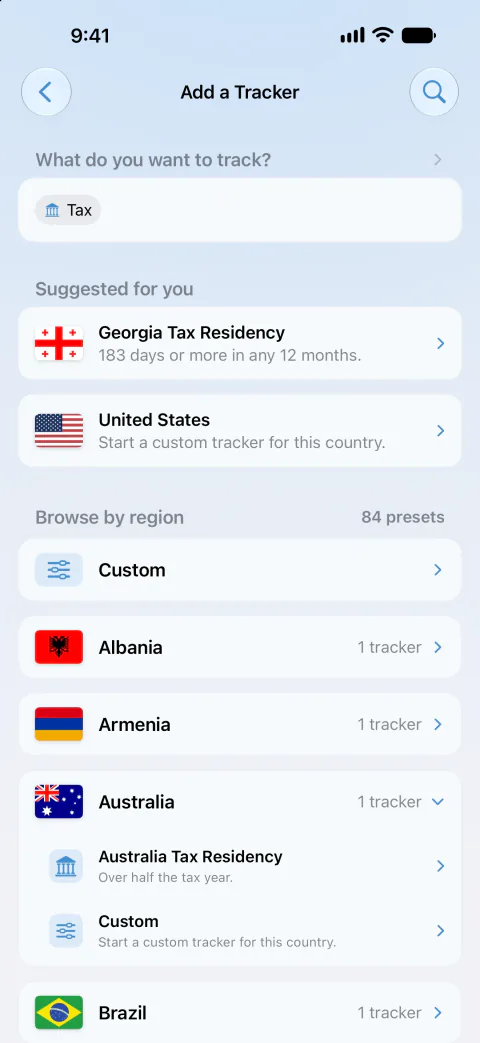 9:41
Add a Tracker
What do you want to track?
Tax
Suggested for you
Georgia Tax Residency
183 days or more in any 12 months.
United States
Start a custom tracker for this country.
Browse by region 84 presets
Custom
Albania 1 tracker
Armenia 1 tracker
Australia 1 tracker
Australia Tax Residency
Over half the tax year.
Custom
Start a custom tracker for this country.
Brazil 1 tracker